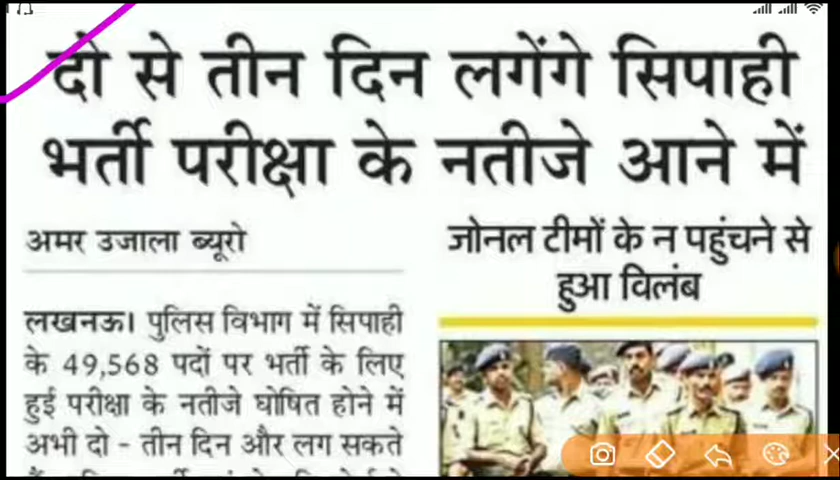 दो से तीन दिन लगेंगे सिपाही
भर्ती परीक्षा के नतीजे आने में
अमर उजाला ब्यूरो
जोनल टीमों के न पहुंचने से
हुआ विलंब
लखनऊ। पुलिस विभाग में सिपाही
के 49,568 पदों पर भर्ती के लिए
हुई परीक्षा के नतीजे घोषित होने में
अभी दो - तीन दिन और लग सकते